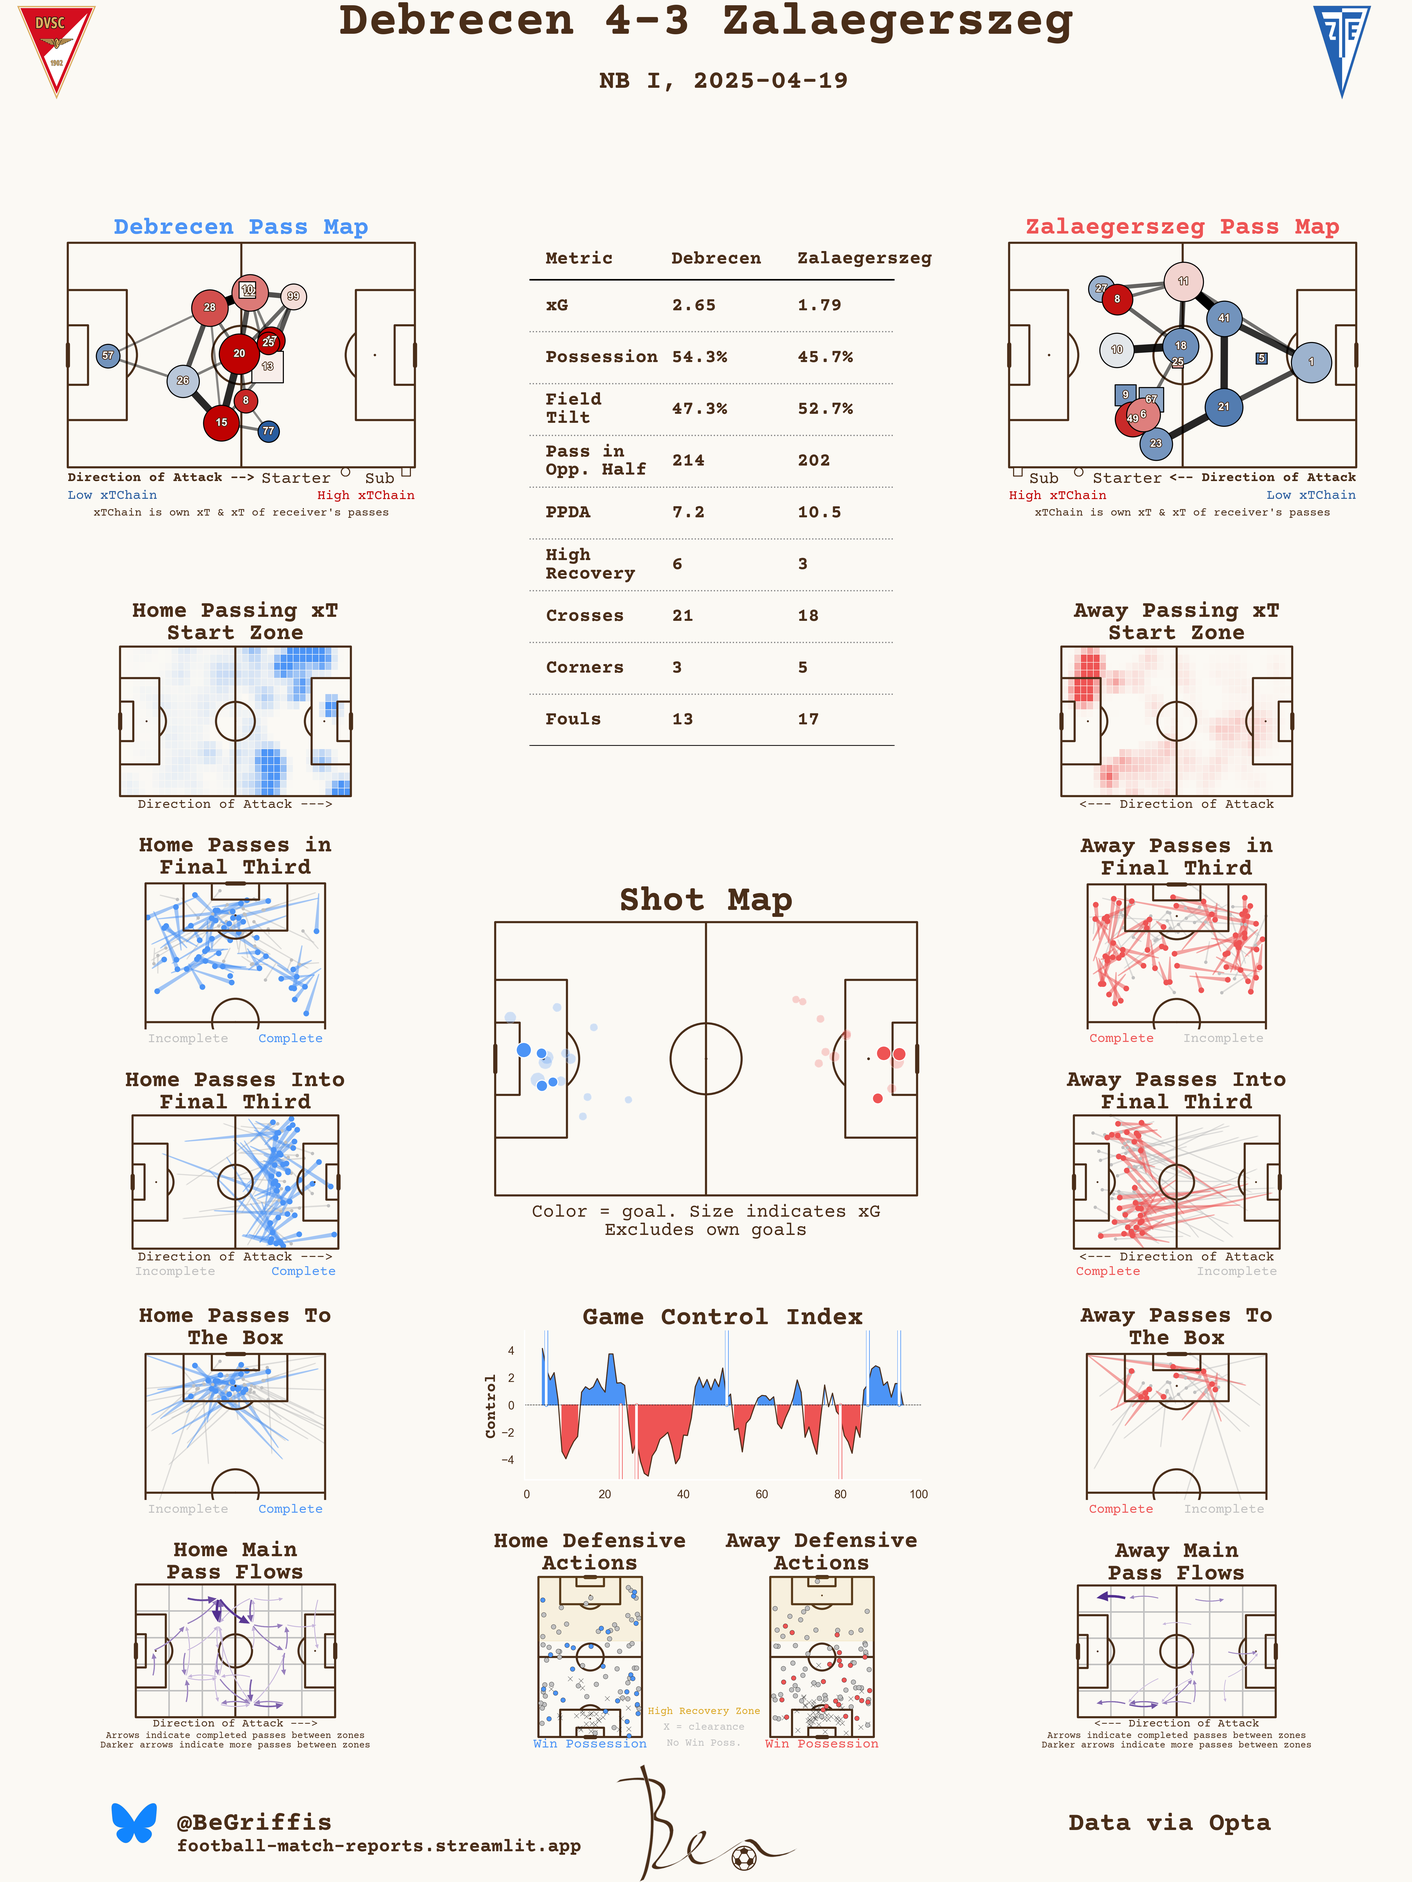 Debrecen 4-3 Zalaegerszeg
NB I, 2025-04-19
DVSC
1902
ZTE
Debrecen Pass Map
57
28
26
15
20
10
99
17
25
13
8
77
Direction of Attack --> Starter Sub
Low xTChain High xTChain
xTChain is own xT & xT of receiver's passes
Metric Debrecen Zalaegerszeg
xG 2.65 1.79
Possession 54.3% 45.7%
Field
Tilt 47.3% 52.7%
Pass in
Opp. Half 214 202
PPDA 7.2 10.5
High
Recovery 6 3
Crosses 21 18
Corners 3 5
Fouls 13 17
Zalaegerszeg Pass Map
27
8
11
41
10
18
25
5
1
9
67
49
6
21
23
Sub Starter <-- Direction of Attack
High xTChain Low xTChain
xTChain is own xT & xT of receiver's passes
Home Passing xT
Start Zone
Direction of Attack --->
Away Passing xT
Start Zone
<--- Direction of Attack
Home Passes in
Final Third
Incomplete Complete
Away Passes in
Final Third
Complete Incomplete
Shot Map
Color = goal. Size indicates xG
Excludes own goals
Home Passes Into
Final Third
Direction of Attack --->
Incomplete Complete
Away Passes Into
Final Third
<--- Direction of Attack
Complete Incomplete
Home Passes To
The Box
Incomplete Complete
Game Control Index
Control
4
2
0
−2
−4
0 20 40 60 80 100
Away Passes To
The Box
Complete Incomplete
Home Main
Pass Flows
Direction of Attack --->
Arrows indicate completed passes between zones
Darker arrows indicate more passes between zones
Home Defensive
Actions
Win Possession
Away Defensive
Actions
Win Possession
High Recovery Zone
X = clearance
No Win Poss.
Away Main
Pass Flows
<--- Direction of Attack
Arrows indicate completed passes between zones
Darker arrows indicate more passes between zones
@BeGriffis
football-match-reports.streamlit.app
Ben
Data via Opta